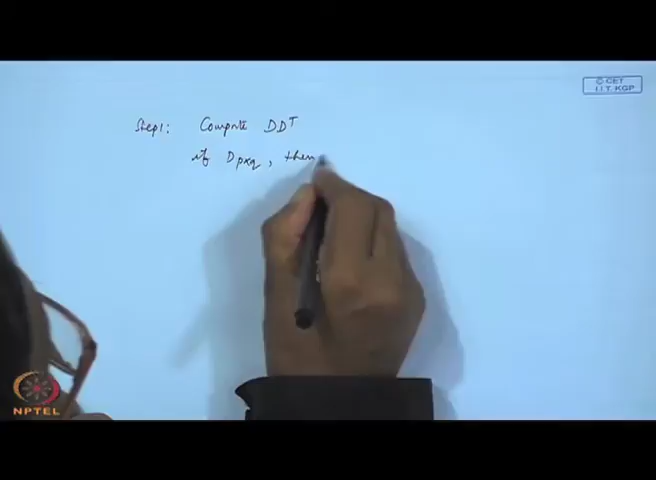 © CET
I.I.T. KGP
Step1: Compute DDᵀ
if Dpxq, then
NPTEL